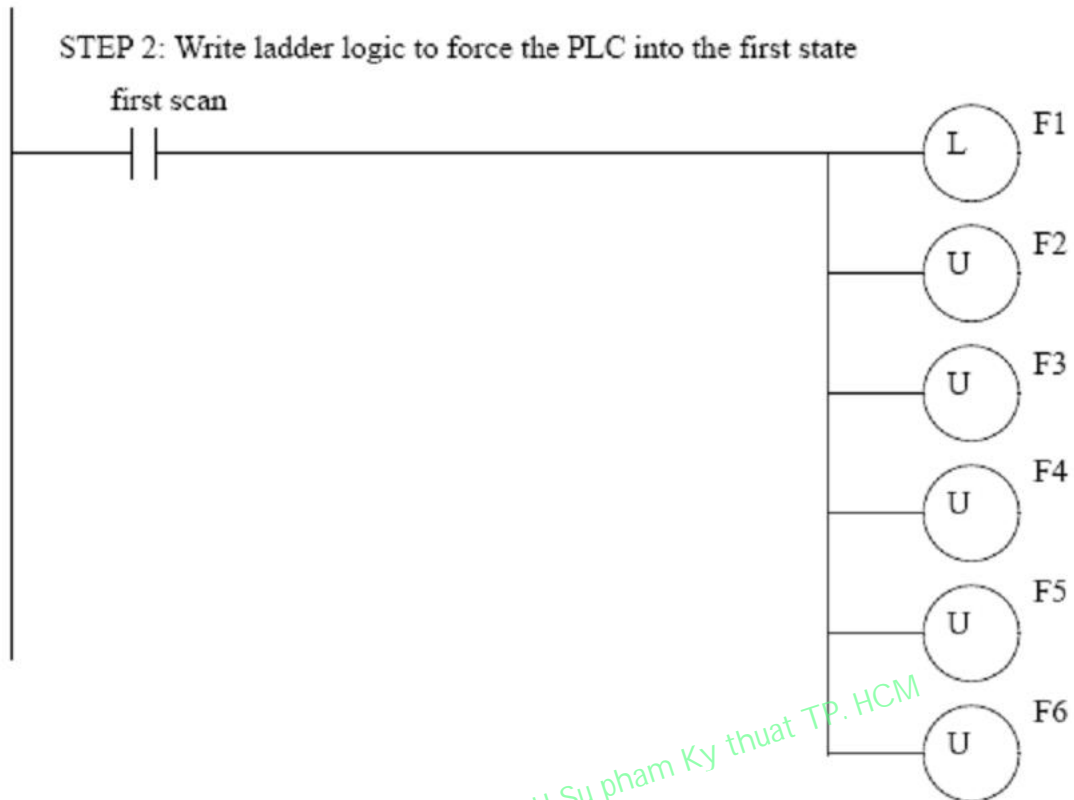 STEP 2: Write ladder logic to force the PLC into the first state
first scan
L F1
U F2
U F3
U F4
U F5
U F6
Su pham Ky thuat TP. HCM